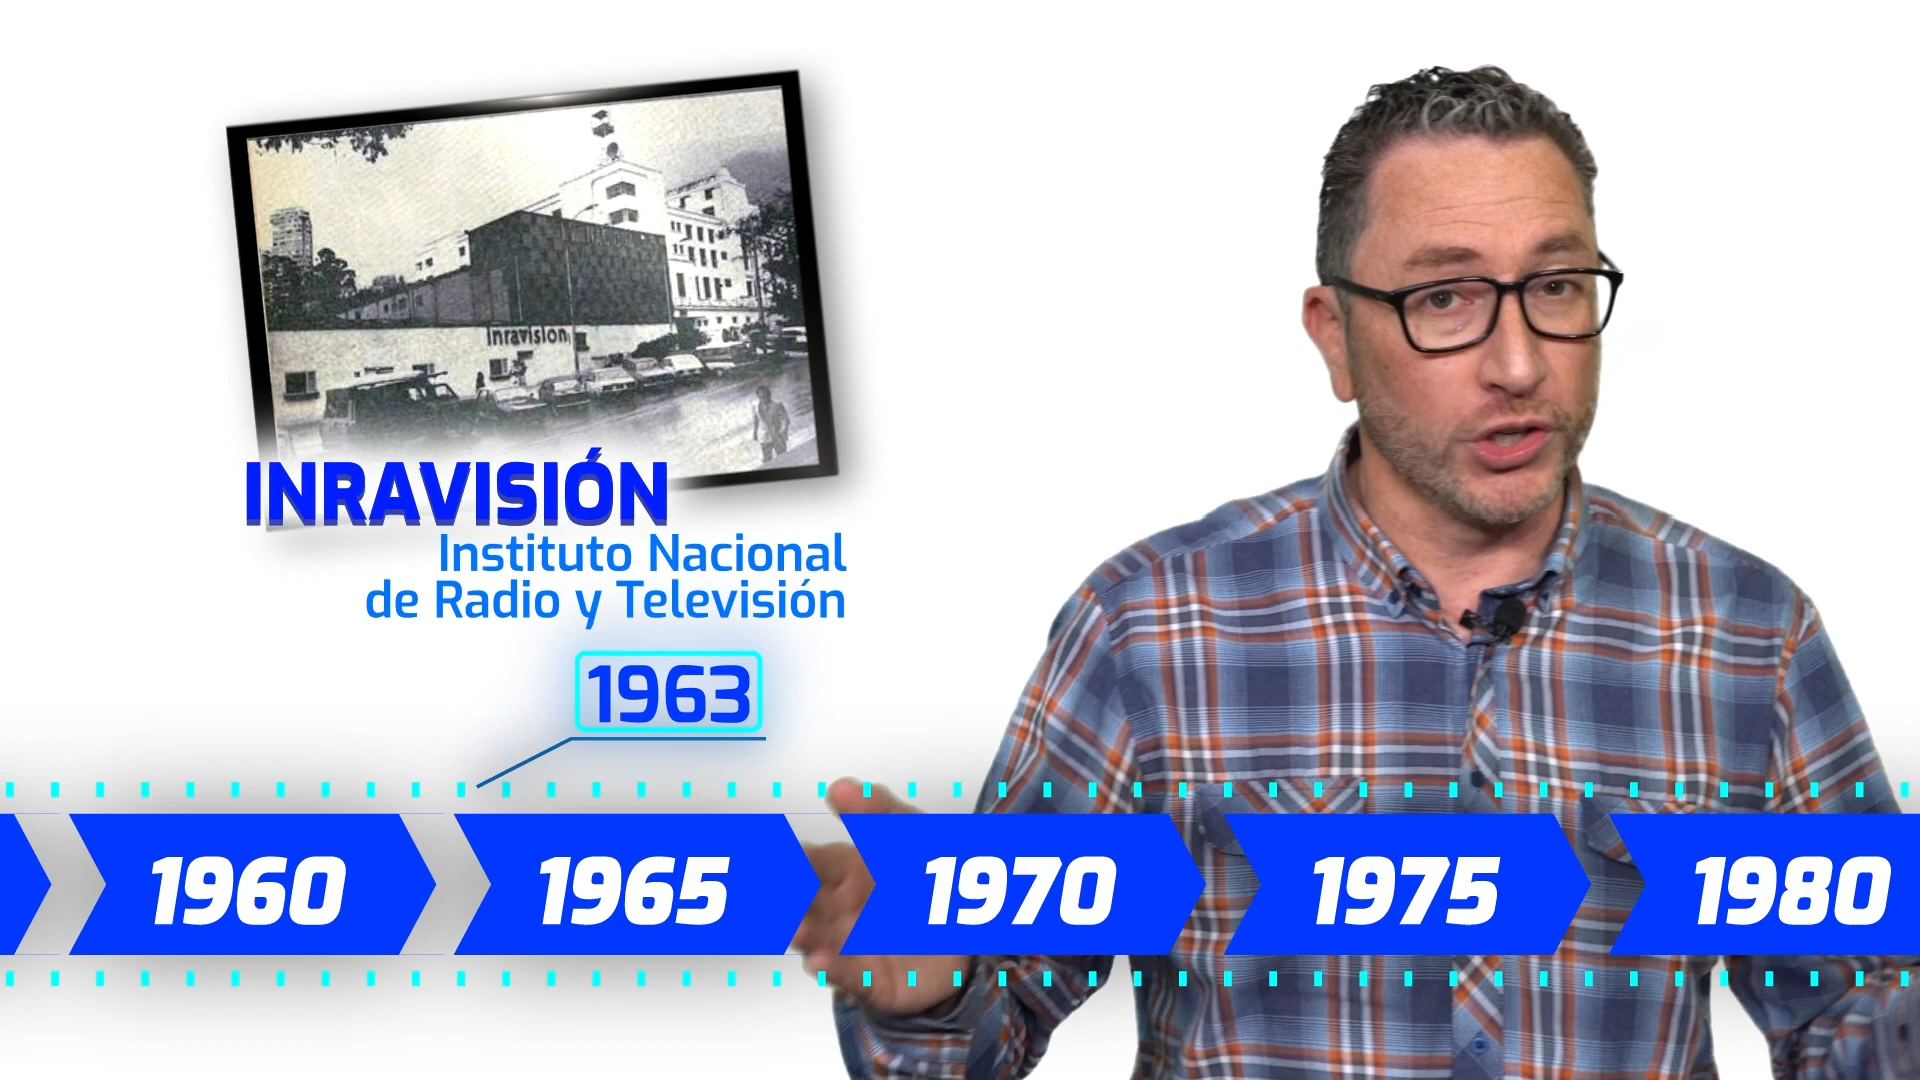 inravision
INRAVISIÓN
Instituto Nacional
de Radio y Televisión
1963
1960
1965
1970
1975
1980